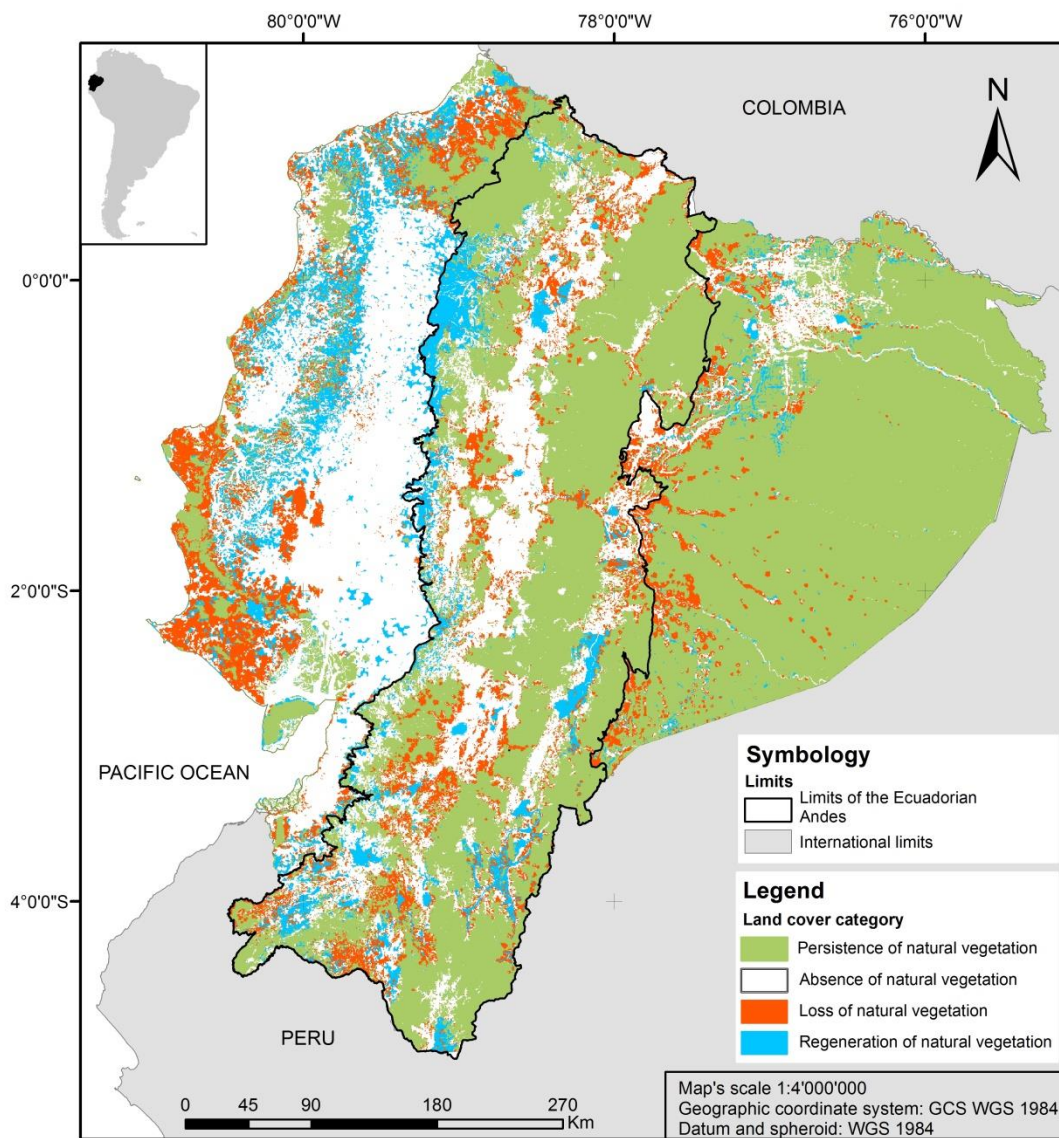 80°0'0"W
78°0'0"W
76°0'0"W
COLOMBIA
N
0°0'0"
2°0'0"S
PACIFIC OCEAN
4°0'0"S
PERU
Symbology
Limits
Limits of the Ecuadorian
Andes
International limits
Legend
Land cover category
Persistence of natural vegetation
Absence of natural vegetation
Loss of natural vegetation
Regeneration of natural vegetation
0 45 90 180 270
Km
Map's scale 1:4'000'000
Geographic coordinate system: GCS WGS 1984
Datum and spheroid: WGS 1984